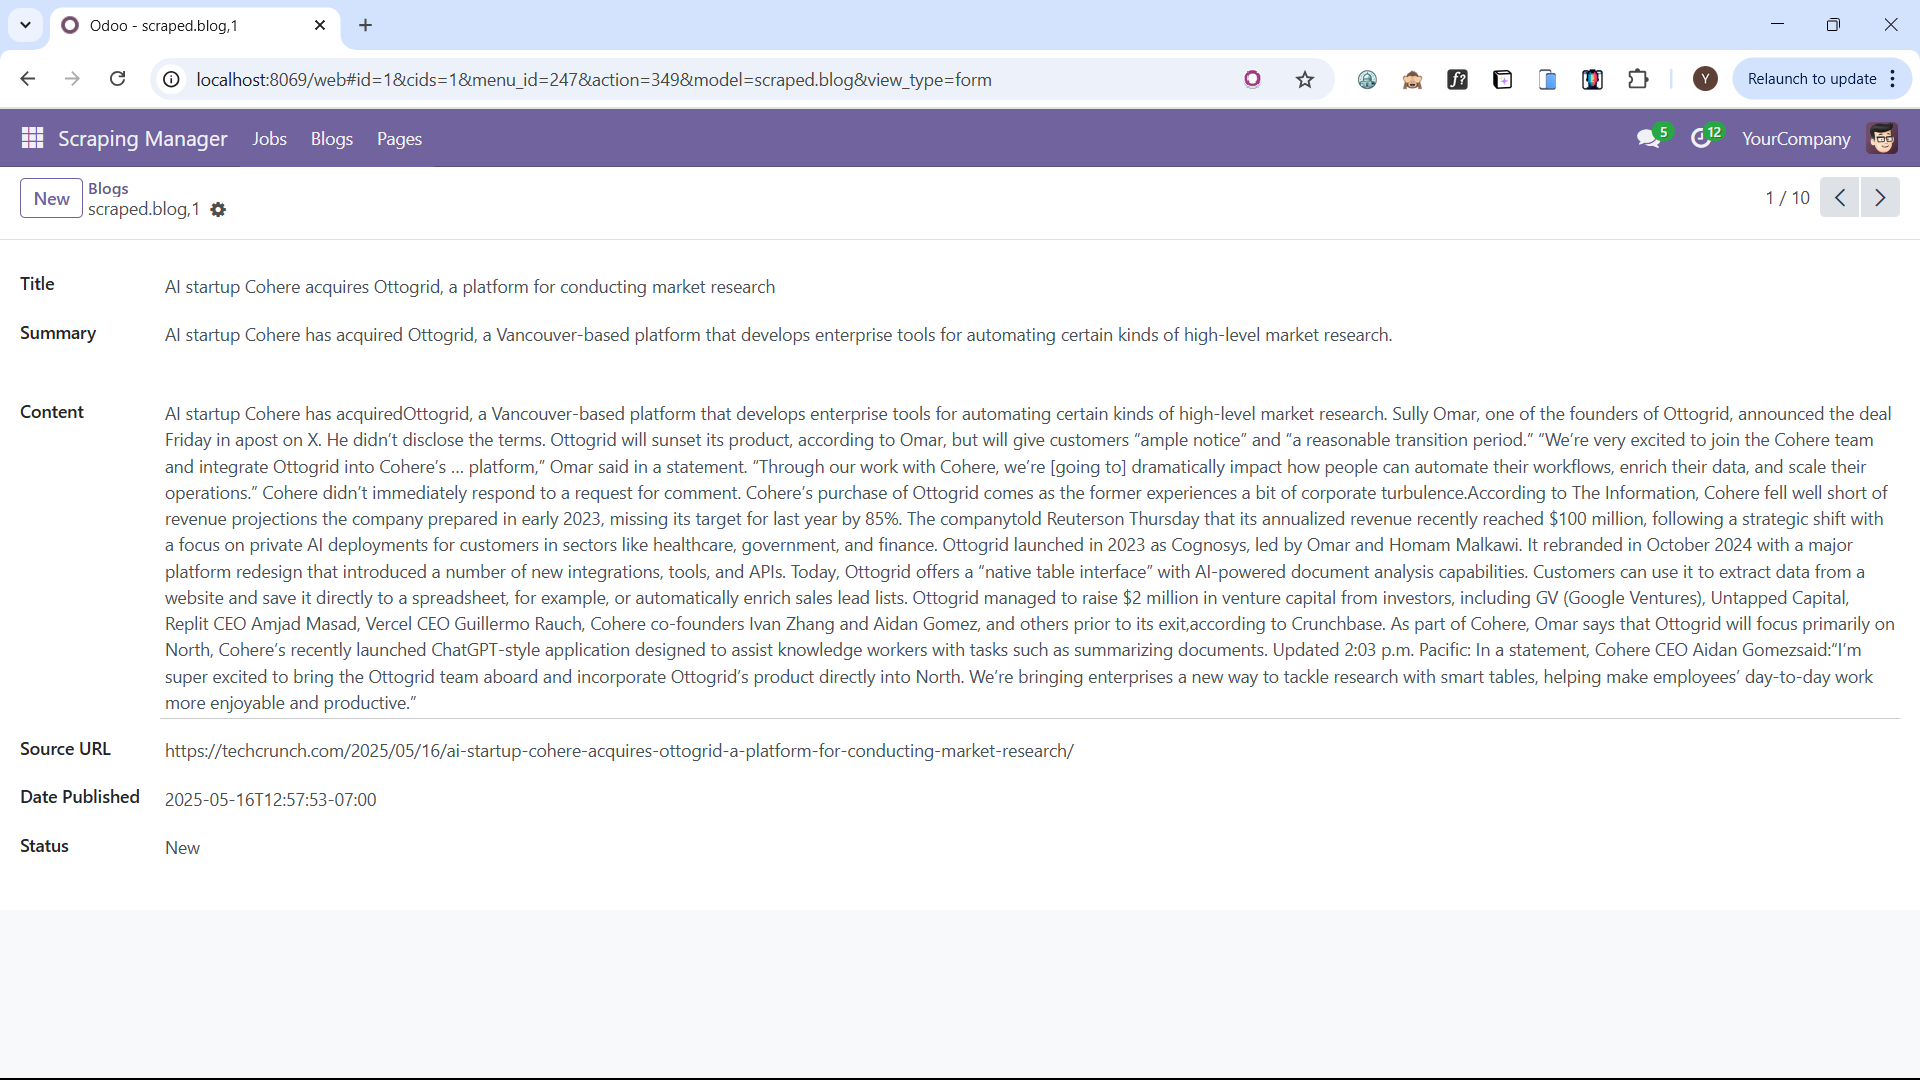 Odoo - scraped.blog,1
localhost:8069/web#id=1&cids=1&menu_id=247&action=349&model=scraped.blog&view_type=form
f?
Y
Relaunch to update
Scraping Manager
Jobs
Blogs
Pages
5
12
YourCompany
New
Blogs
scraped.blog,1
1 / 10
Title
AI startup Cohere acquires Ottogrid, a platform for conducting market research
Summary
AI startup Cohere has acquired Ottogrid, a Vancouver-based platform that develops enterprise tools for automating certain kinds of high-level market research.
Content
AI startup Cohere has acquiredOttogrid, a Vancouver-based platform that develops enterprise tools for automating certain kinds of high-level market research. Sully Omar, one of the founders of Ottogrid, announced the deal
Friday in apost on X. He didn’t disclose the terms. Ottogrid will sunset its product, according to Omar, but will give customers “ample notice” and “a reasonable transition period.” “We’re very excited to join the Cohere team
and integrate Ottogrid into Cohere’s … platform,” Omar said in a statement. “Through our work with Cohere, we’re [going to] dramatically impact how people can automate their workflows, enrich their data, and scale their
operations.” Cohere didn’t immediately respond to a request for comment. Cohere’s purchase of Ottogrid comes as the former experiences a bit of corporate turbulence.According to The Information, Cohere fell well short of
revenue projections the company prepared in early 2023, missing its target for last year by 85%. The companytold Reuterson Thursday that its annualized revenue recently reached $100 million, following a strategic shift with
a focus on private AI deployments for customers in sectors like healthcare, government, and finance. Ottogrid launched in 2023 as Cognosys, led by Omar and Homam Malkawi. It rebranded in October 2024 with a major
platform redesign that introduced a number of new integrations, tools, and APIs. Today, Ottogrid offers a “native table interface” with AI-powered document analysis capabilities. Customers can use it to extract data from a
website and save it directly to a spreadsheet, for example, or automatically enrich sales lead lists. Ottogrid managed to raise $2 million in venture capital from investors, including GV (Google Ventures), Untapped Capital,
Replit CEO Amjad Masad, Vercel CEO Guillermo Rauch, Cohere co-founders Ivan Zhang and Aidan Gomez, and others prior to its exit,according to Crunchbase. As part of Cohere, Omar says that Ottogrid will focus primarily on
North, Cohere’s recently launched ChatGPT-style application designed to assist knowledge workers with tasks such as summarizing documents. Updated 2:03 p.m. Pacific: In a statement, Cohere CEO Aidan Gomezsaid:“I’m
super excited to bring the Ottogrid team aboard and incorporate Ottogrid’s product directly into North. We’re bringing enterprises a new way to tackle research with smart tables, helping make employees’ day-to-day work
more enjoyable and productive.”
Source URL
https://techcrunch.com/2025/05/16/ai-startup-cohere-acquires-ottogrid-a-platform-for-conducting-market-research/
Date Published
2025-05-16T12:57:53-07:00
Status
New